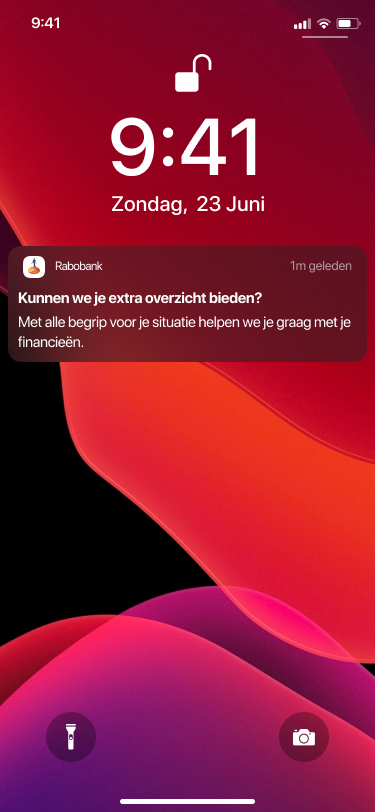 9:41
9:41
Zondag, 23 Juni
Rabobank
1m geleden
Kunnen we je extra overzicht bieden?
Met alle begrip voor je situatie helpen we je graag met je
financieën.